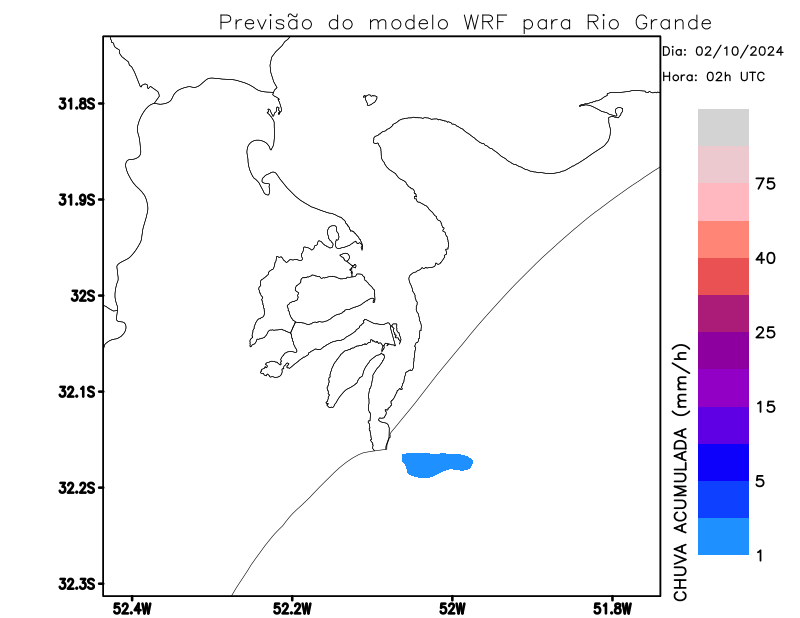 Previsão do modelo WRF para Rio Grande
Dia: 02/10/2024
Hora: 02h UTC
31.8S
31.9S
32S
32.1S
32.2S
32.3S
52.4W
52.2W
52W
51.8W
75
40
25
15
5
1
CHUVA ACUMULADA (mm/h)